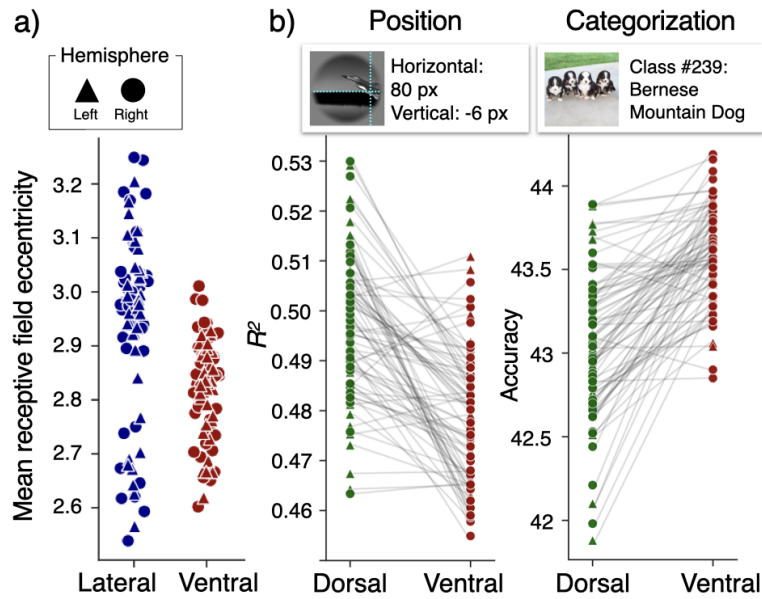 a)
Hemisphere
Left
Right
Mean receptive field eccentricity
3.2
3.1
3.0
2.9
2.8
2.7
2.6
Lateral
Ventral
b)
Position
Horizontal:
80 px
Vertical: -6 px
R²
0.53
0.52
0.51
0.50
0.49
0.48
0.47
0.46
Dorsal
Ventral
Categorization
Class #239:
Bernese
Mountain Dog
Accuracy
44
43.5
43
42.5
42
Dorsal
Ventral